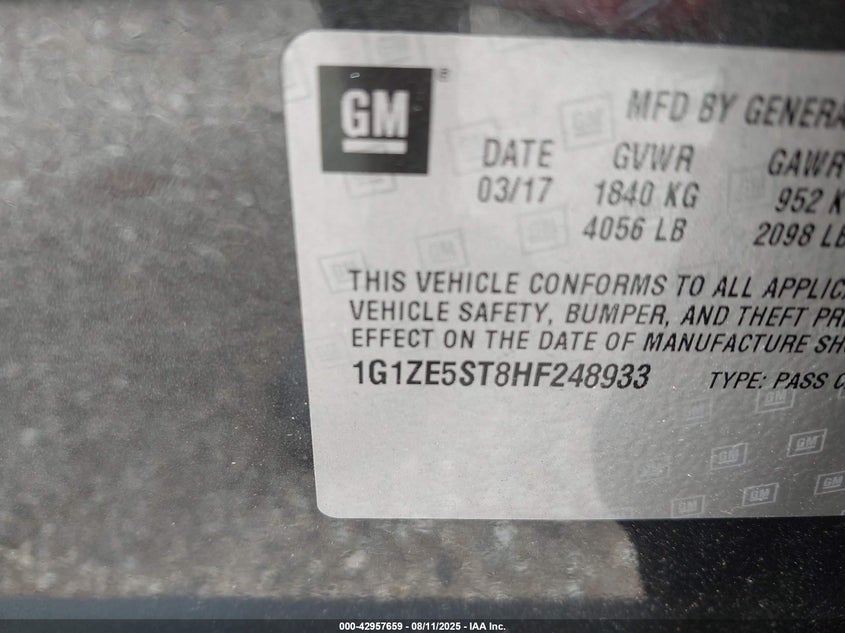 GM
®
MFD BY GENERA
DATE GVWR GAWR
03/17 1840 KG 952 K
4056 LB 2098 LB
THIS VEHICLE CONFORMS TO ALL APPLIC
VEHICLE SAFETY, BUMPER, AND THEFT PRE
EFFECT ON THE DATE OF MANUFACTURE SH
1G1ZE5ST8HF248933 TYPE: PASS C
000-42957659 - 08/11/2025 - IAA Inc.